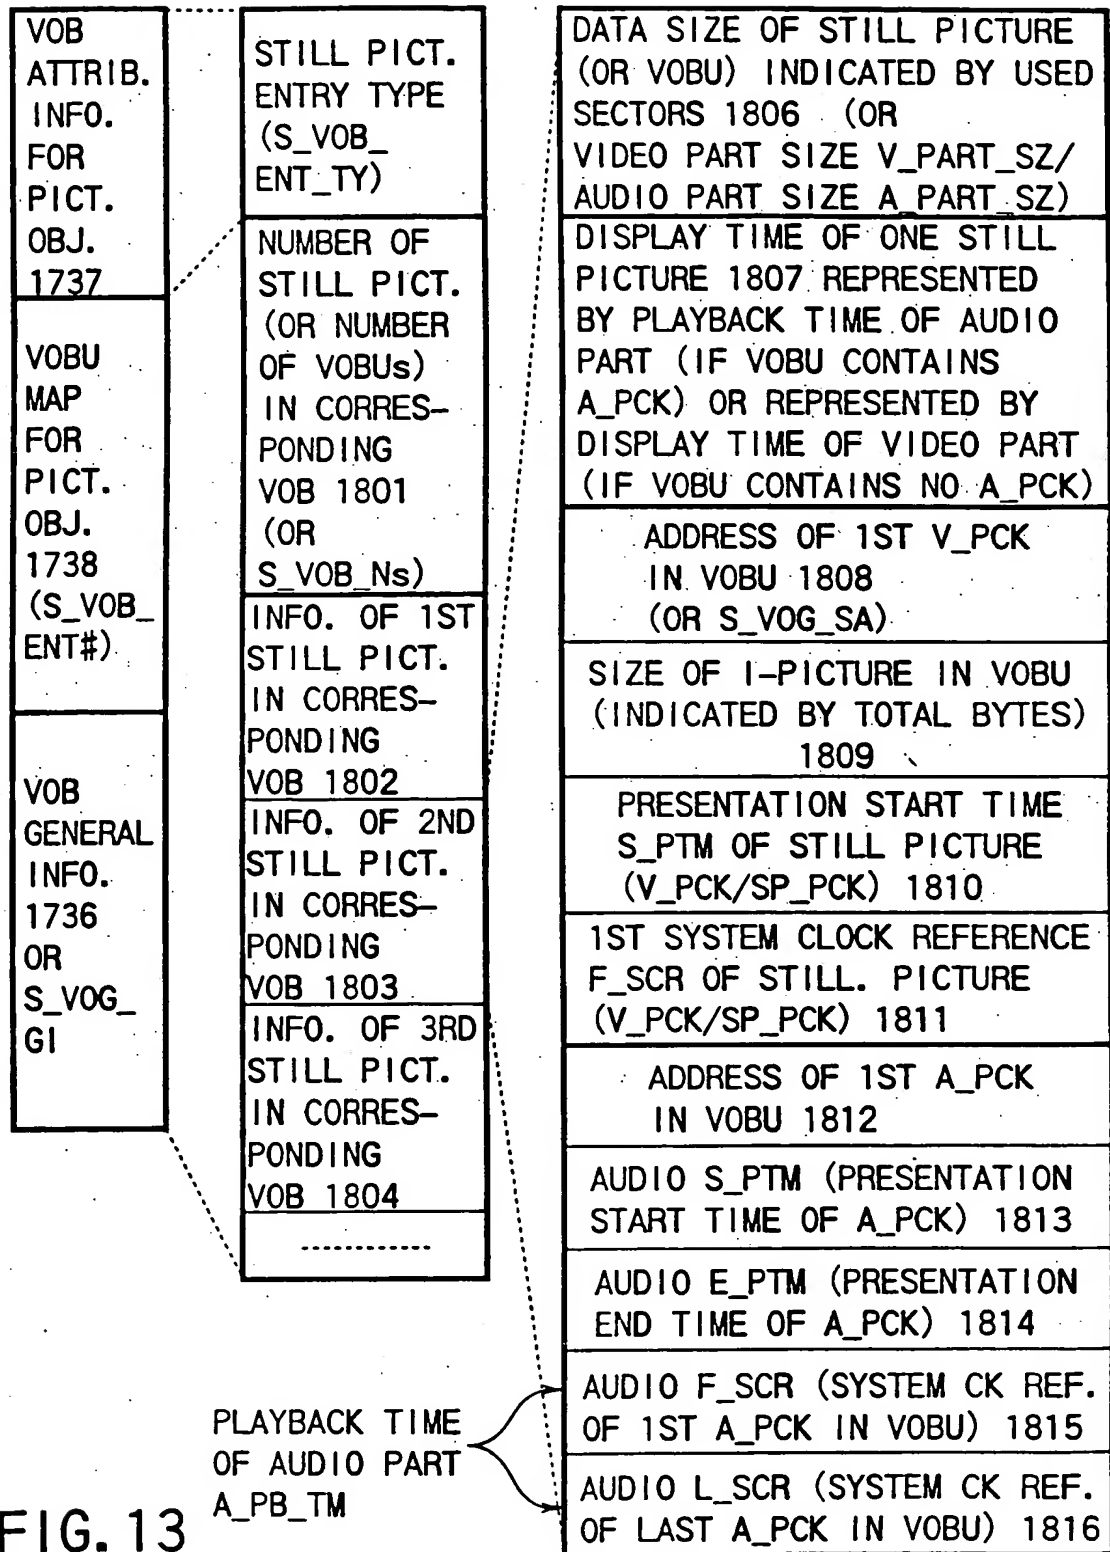 VOB
ATTRIB.
INFO.
FOR
PICT.
OBJ.
1737
VOBU
MAP
FOR
PICT.
OBJ.
1738
(S_VOB_
ENT#)
VOB
GENERAL
INFO.
1736
OR
S_VOG_
GI
STILL PICT.
ENTRY TYPE
(S_VOB_
ENT_TY)
NUMBER OF
STILL PICT.
(OR NUMBER
OF VOBUs)
IN CORRES-
PONDING
VOB 1801
(OR
S_VOB_Ns)
INFO. OF 1ST
STILL PICT.
IN CORRES-
PONDING
VOB 1802
INFO. OF 2ND
STILL PICT.
IN CORRES-
PONDING
VOB 1803
INFO. OF 3RD
STILL PICT.
IN CORRES-
PONDING
VOB 1804
............
DATA SIZE OF STILL PICTURE
(OR VOBU) INDICATED BY USED
SECTORS 1806 (OR
VIDEO PART SIZE V_PART_SZ/
AUDIO PART SIZE A_PART_SZ)
DISPLAY TIME OF ONE STILL
PICTURE 1807 REPRESENTED
BY PLAYBACK TIME OF AUDIO
PART (IF VOBU CONTAINS
A_PCK) OR REPRESENTED BY
DISPLAY TIME OF VIDEO PART
(IF VOBU CONTAINS NO A_PCK)
ADDRESS OF 1ST V_PCK
IN VOBU 1808
(OR S_VOG_SA)
SIZE OF I-PICTURE IN VOBU
(INDICATED BY TOTAL BYTES)
1809
PRESENTATION START TIME
S_PTM OF STILL PICTURE
(V_PCK/SP_PCK) 1810
1ST SYSTEM CLOCK REFERENCE
F_SCR OF STILL. PICTURE
(V_PCK/SP_PCK) 1811
ADDRESS OF 1ST A_PCK
IN VOBU 1812
AUDIO S_PTM (PRESENTATION
START TIME OF A_PCK) 1813
AUDIO E_PTM (PRESENTATION
END TIME OF A_PCK) 1814
AUDIO F_SCR (SYSTEM CK REF.
OF 1ST A_PCK IN VOBU) 1815
AUDIO L_SCR (SYSTEM CK REF.
OF LAST A_PCK IN VOBU) 1816
PLAYBACK TIME
OF AUDIO PART
A_PB_TM
FIG. 13